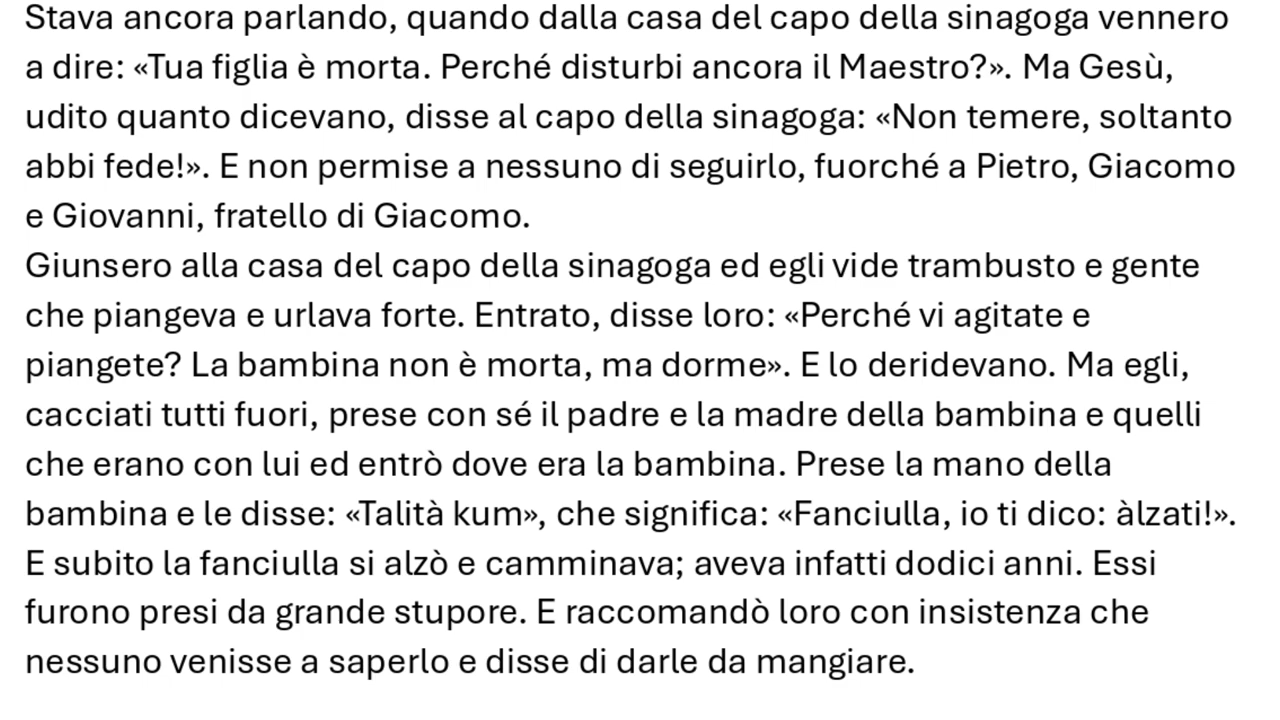 Stava ancora parlando, quando dalla casa del capo della sinagoga vennero
a dire: «Tua figlia è morta. Perché disturbi ancora il Maestro?». Ma Gesù,
udito quanto dicevano, disse al capo della sinagoga: «Non temere, soltanto
abbi fede!». E non permise a nessuno di seguirlo, fuorché a Pietro, Giacomo
e Giovanni, fratello di Giacomo.
Giunsero alla casa del capo della sinagoga ed egli vide trambusto e gente
che piangeva e urlava forte. Entrato, disse loro: «Perché vi agitate e
piangete? La bambina non è morta, ma dorme». E lo deridevano. Ma egli,
cacciati tutti fuori, prese con sé il padre e la madre della bambina e quelli
che erano con lui ed entrò dove era la bambina. Prese la mano della
bambina e le disse: «Talità kum», che significa: «Fanciulla, io ti dico: àlzati!».
E subito la fanciulla si alzò e camminava; aveva infatti dodici anni. Essi
furono presi da grande stupore. E raccomandò loro con insistenza che
nessuno venisse a saperlo e disse di darle da mangiare.